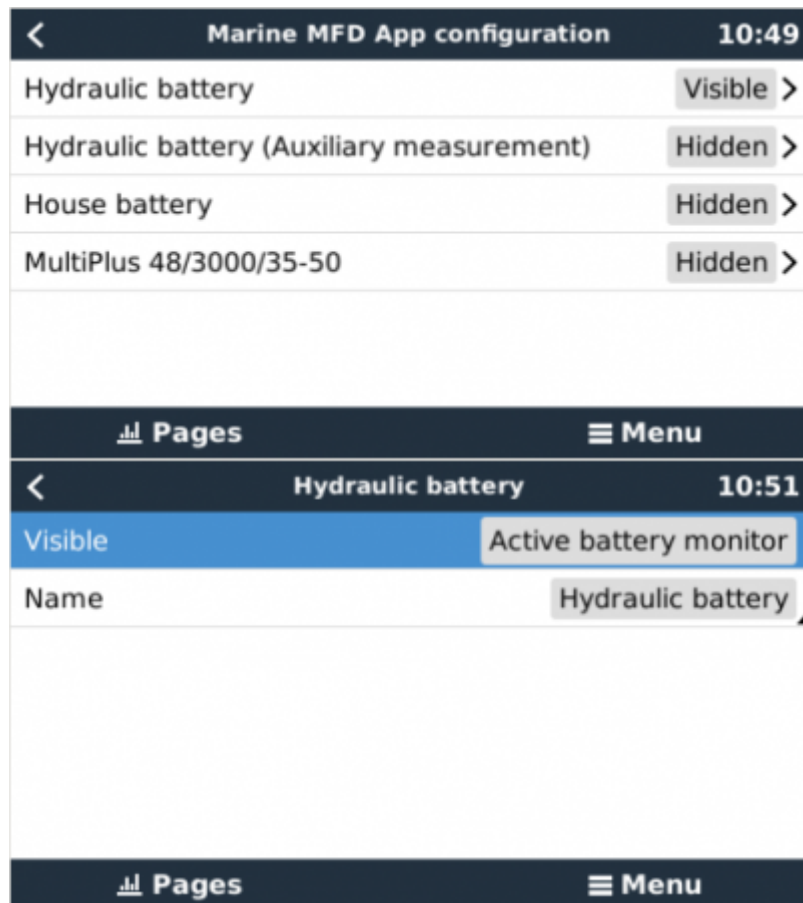 Marine MFD App configuration 10:49
Hydraulic battery Visible
Hydraulic battery (Auxiliary measurement) Hidden
House battery Hidden
MultiPlus 48/3000/35-50 Hidden
Pages Menu
Hydraulic battery 10:51
Visible Active battery monitor
Name Hydraulic battery
Pages Menu